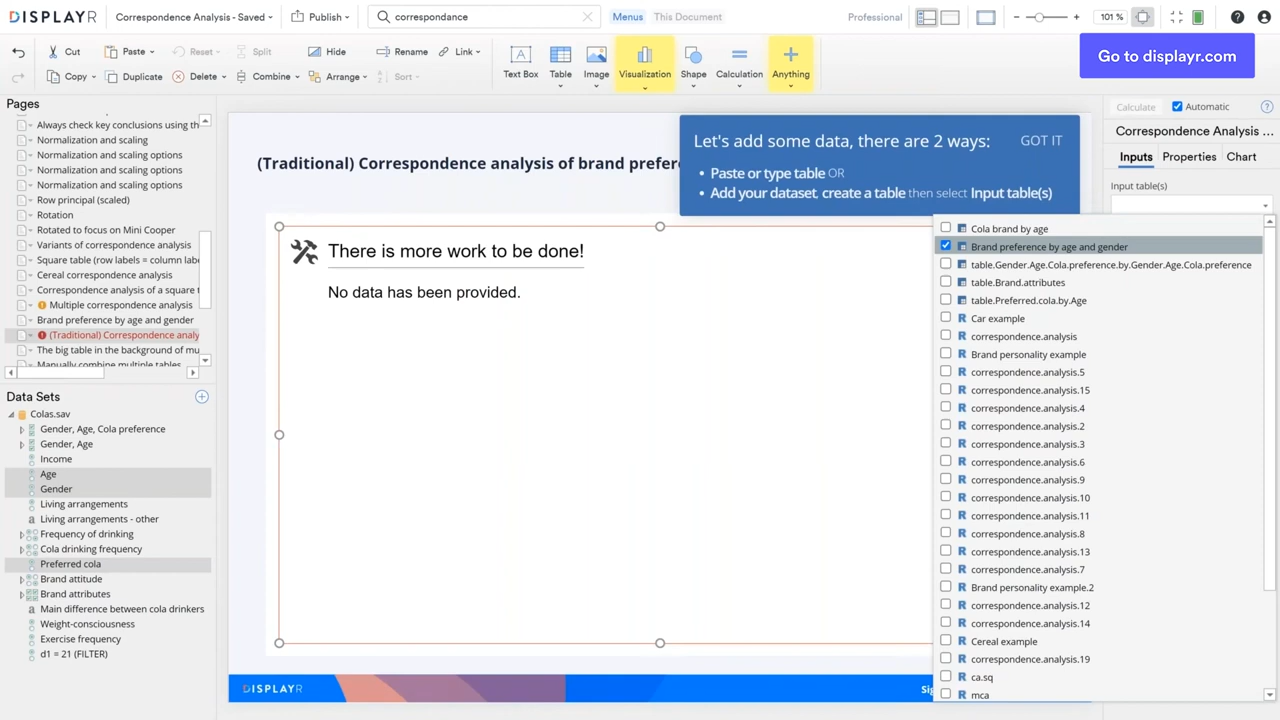 DISPLAYR
Correspondence Analysis - Saved
Publish
correspondance
Menus
This Document
Professional
101 %
Cut
Paste
Reset
Split
Hide
Rename
Link
Copy
Duplicate
Delete
Combine
Arrange
Sort
Text Box
Table
Image
Visualization
Shape
Calculation
Anything
Go to displayr.com
Pages
Always check key conclusions using th
Normalization and scaling
Normalization and scaling options
Normalization and scaling options
Normalization and scaling options
Row principal (scaled)
Rotation
Rotated to focus on Mini Cooper
Variants of correspondence analysis
Square table (row labels = column labe
Cereal correspondence analysis
Correspondence analysis of a square t
Multiple correspondence analysis
Brand preference by age and gender
(Traditional) Correspondence analy
The big table in the background of mu
Manually combine multiple tables
Data Sets
Colas.sav
Gender, Age, Cola preference
Gender, Age
Income
Age
Gender
Living arrangements
Living arrangements - other
Frequency of drinking
Cola drinking frequency
Preferred cola
Brand attitude
Brand attributes
Main difference between cola drinkers
Weight-consciousness
Exercise frequency
d1 = 21 (FILTER)
(Traditional) Correspondence analysis of brand prefer
Let's add some data, there are 2 ways:
GOT IT
• Paste or type table OR
• Add your dataset, create a table then select Input table(s)
There is more work to be done!
No data has been provided.
DISPLAYR
Sig
Calculate
Automatic
Correspondence Analysis ...
Inputs
Properties
Chart
Input table(s)
Cola brand by age
Brand preference by age and gender
table.Gender.Age.Cola.preference.by.Gender.Age.Cola.preference
table.Brand.attributes
table.Preferred.cola.by.Age
R Car example
R correspondence.analysis
R Brand personality example
R correspondence.analysis.5
R correspondence.analysis.15
R correspondence.analysis.4
R correspondence.analysis.2
R correspondence.analysis.3
R correspondence.analysis.6
R correspondence.analysis.9
R correspondence.analysis.10
R correspondence.analysis.11
R correspondence.analysis.8
R correspondence.analysis.13
R correspondence.analysis.7
R Brand personality example.2
R correspondence.analysis.12
R correspondence.analysis.14
R Cereal example
R correspondence.analysis.19
R ca.sq
R mca